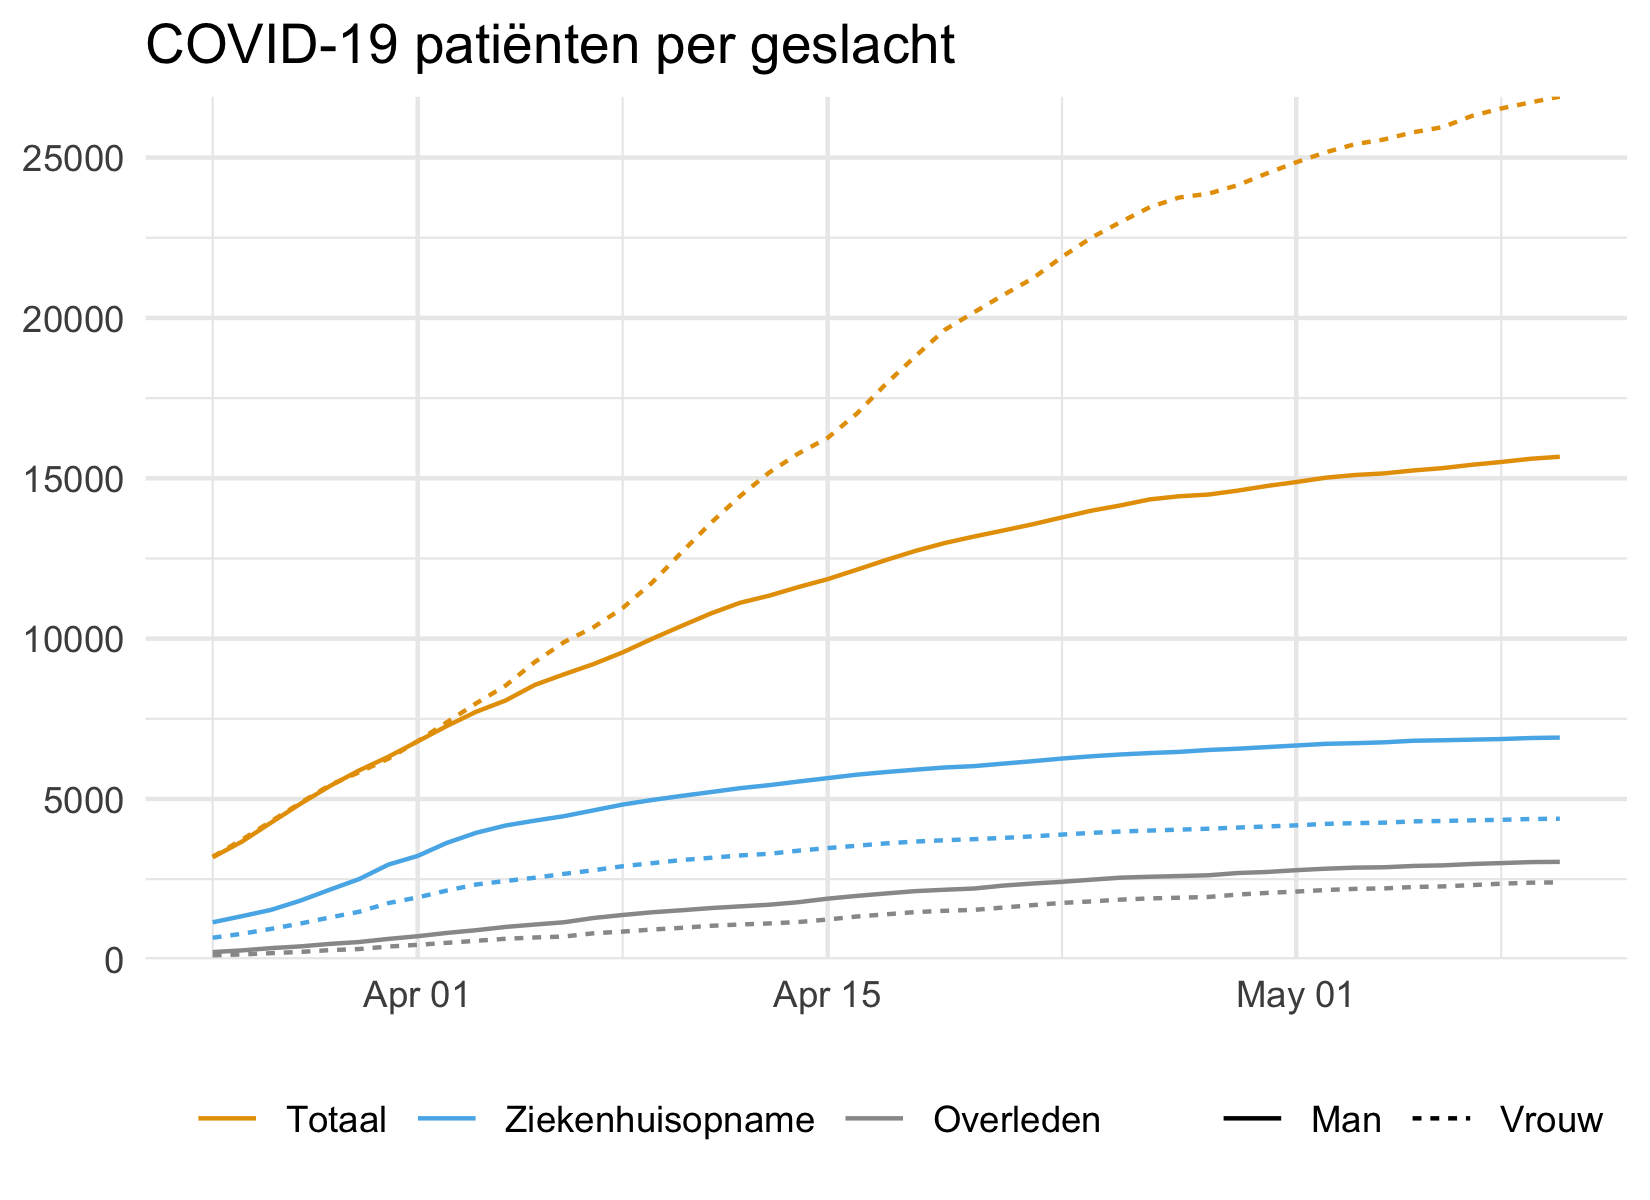 COVID-19 patiënten per geslacht
25000
20000
15000
10000
5000
0
Apr 01 Apr 15 May 01
Totaal Ziekenhuisopname Overleden Man Vrouw